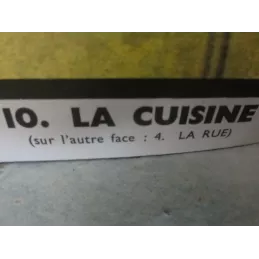 10. LA CUISINE
(sur l'autre face : 4. LA RUE)